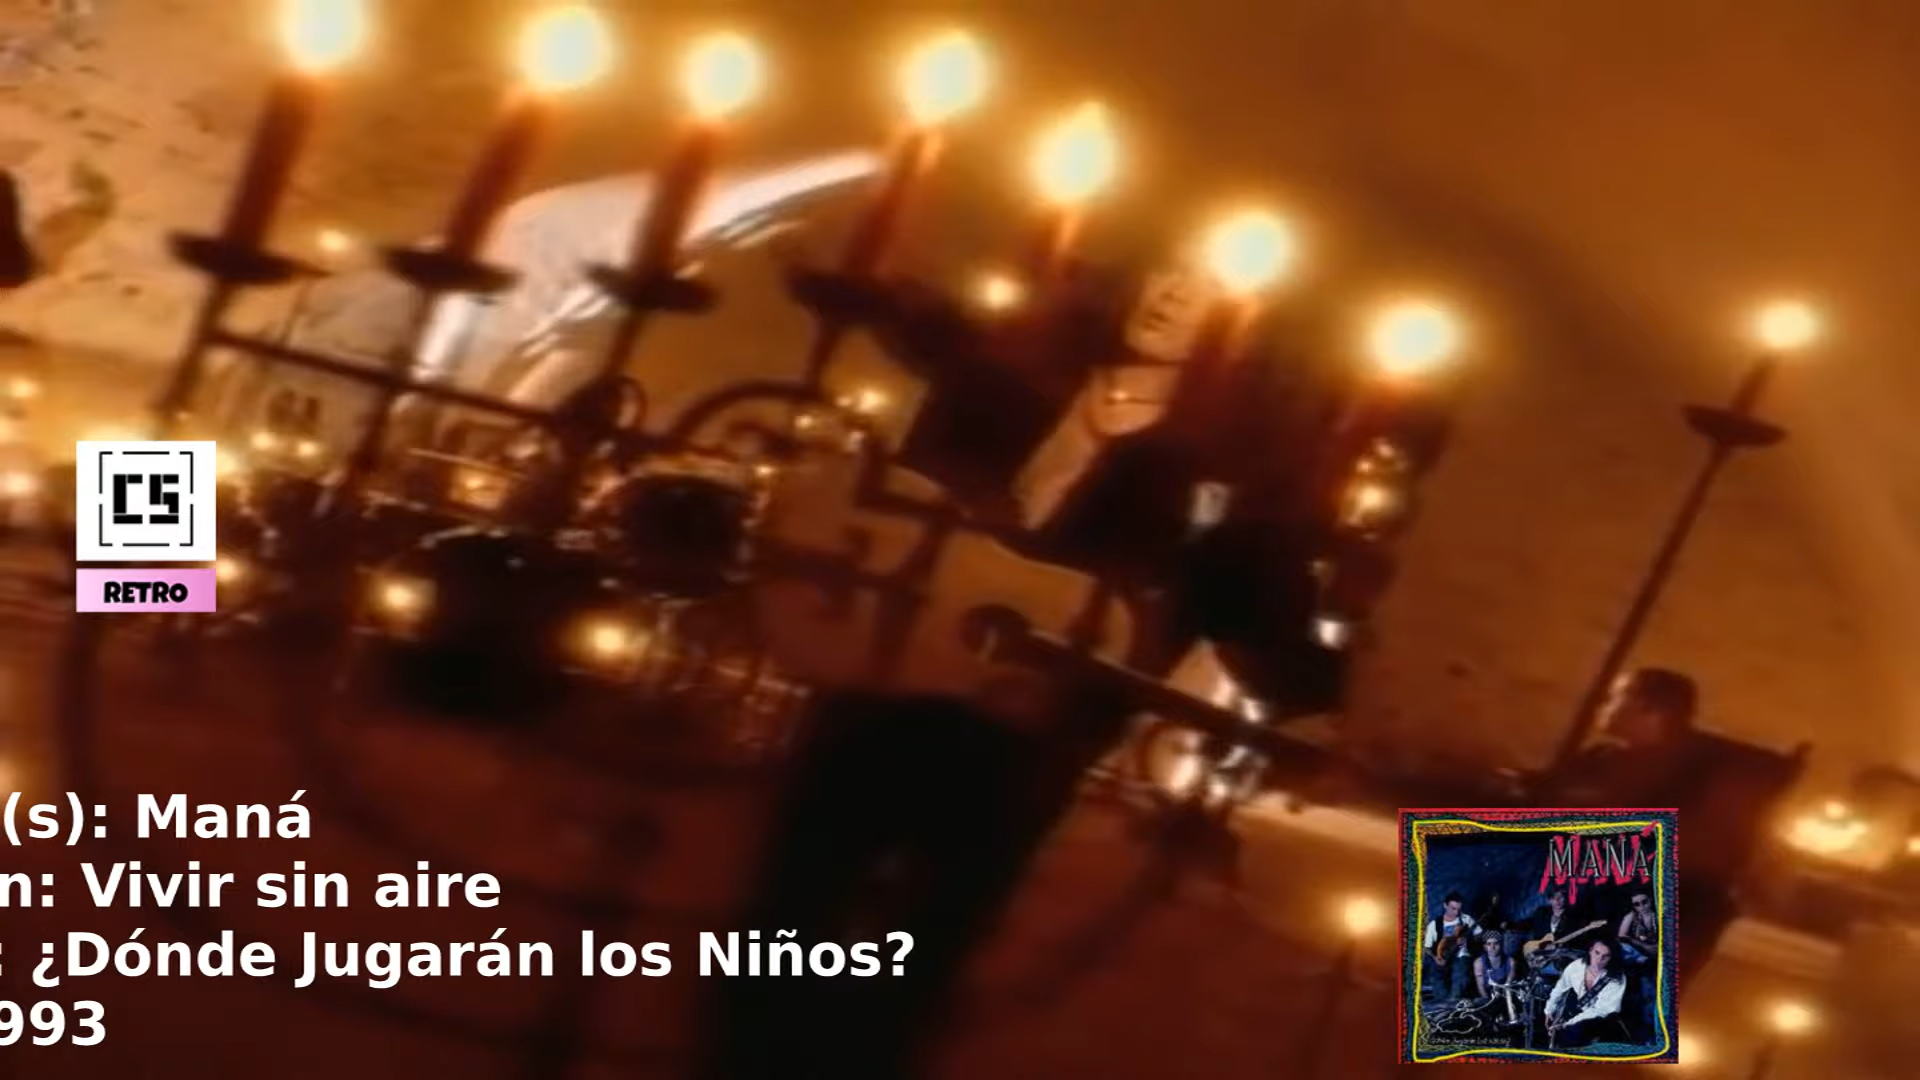 CS
RETRO
(s): Maná
n: Vivir sin aire
: ¿Dónde Jugarán los Niños?
993
MANÁ